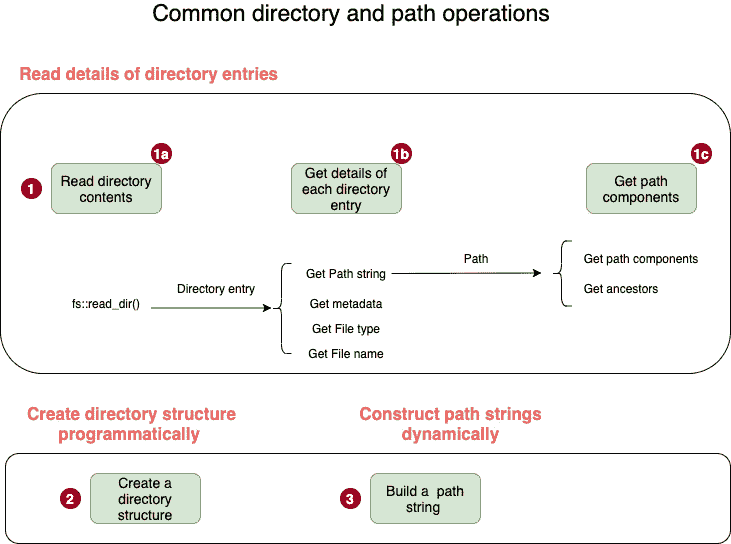 Common directory and path operations
Read details of directory entries
1
1a
Read directory
contents
1b
Get details of
each directory
entry
1c
Get path
components
fs::read_dir()
Directory entry
Get Path string
Get metadata
Get File type
Get File name
Path
Get path components
Get ancestors
Create directory structure
programmatically
Construct path strings
dynamically
2
Create a
directory
structure
3
Build a path
string